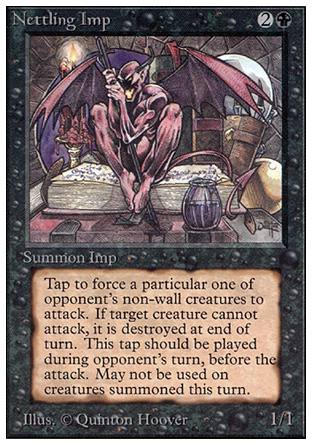 Nettling Imp 2
Summon Imp
Tap to force a particular one of
opponent's non-wall creatures to
attack. If target creature cannot
attack, it is destroyed at end of
turn. This tap should be played
during opponent's turn, before the
attack. May not be used on
creatures summoned this turn.
Illus. © Quinton Hoover 1/1